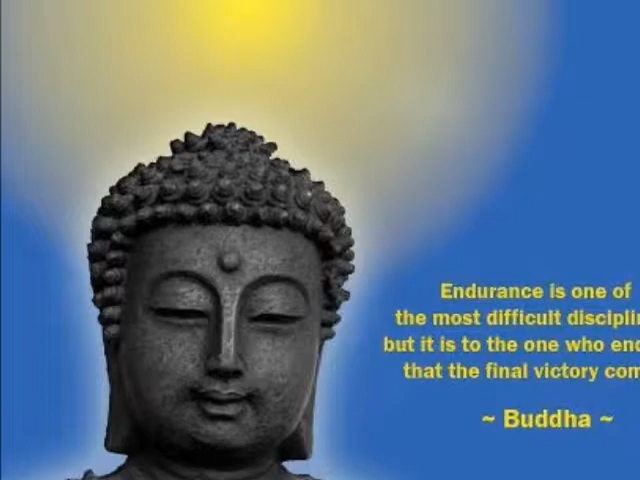 Endurance is one of
the most difficult
but it is to the one who
that the final victory
~ Buddha ~